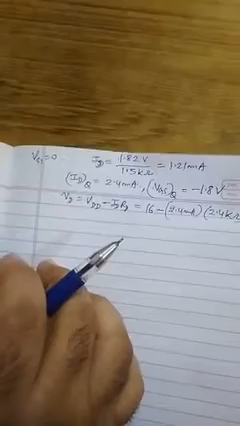 V_GS = 0 I_D = 1.82 V / 1.5 kΩ = 1.21 mA
(I_D)_Q = 2.4 mA, (V_GS)_Q = -1.8 V
V_D = V_DD - I_D R_D = 16 - (2.4 mA) (2.4 kΩ